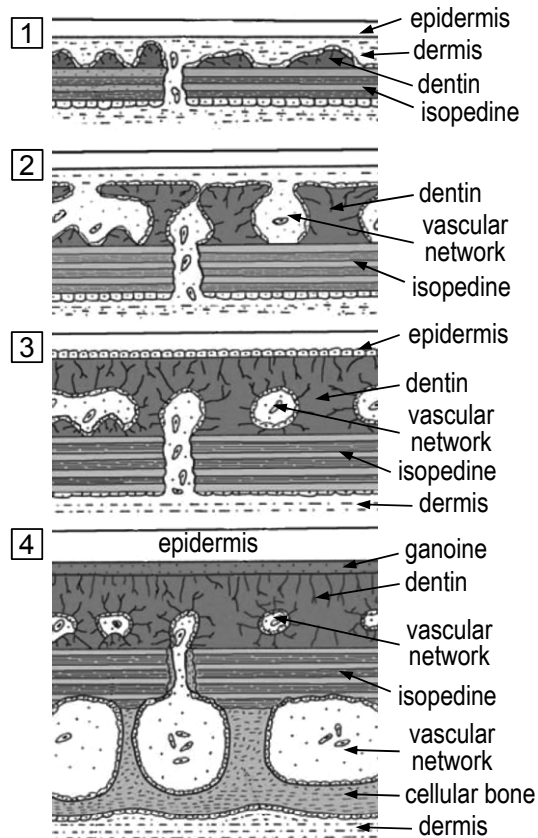 1
epidermis
dermis
dentin
isopedine
2
dentin
vascular
network
isopedine
3
epidermis
dentin
vascular
network
isopedine
dermis
4
epidermis
ganoine
dentin
vascular
network
isopedine
vascular
network
cellular bone
dermis